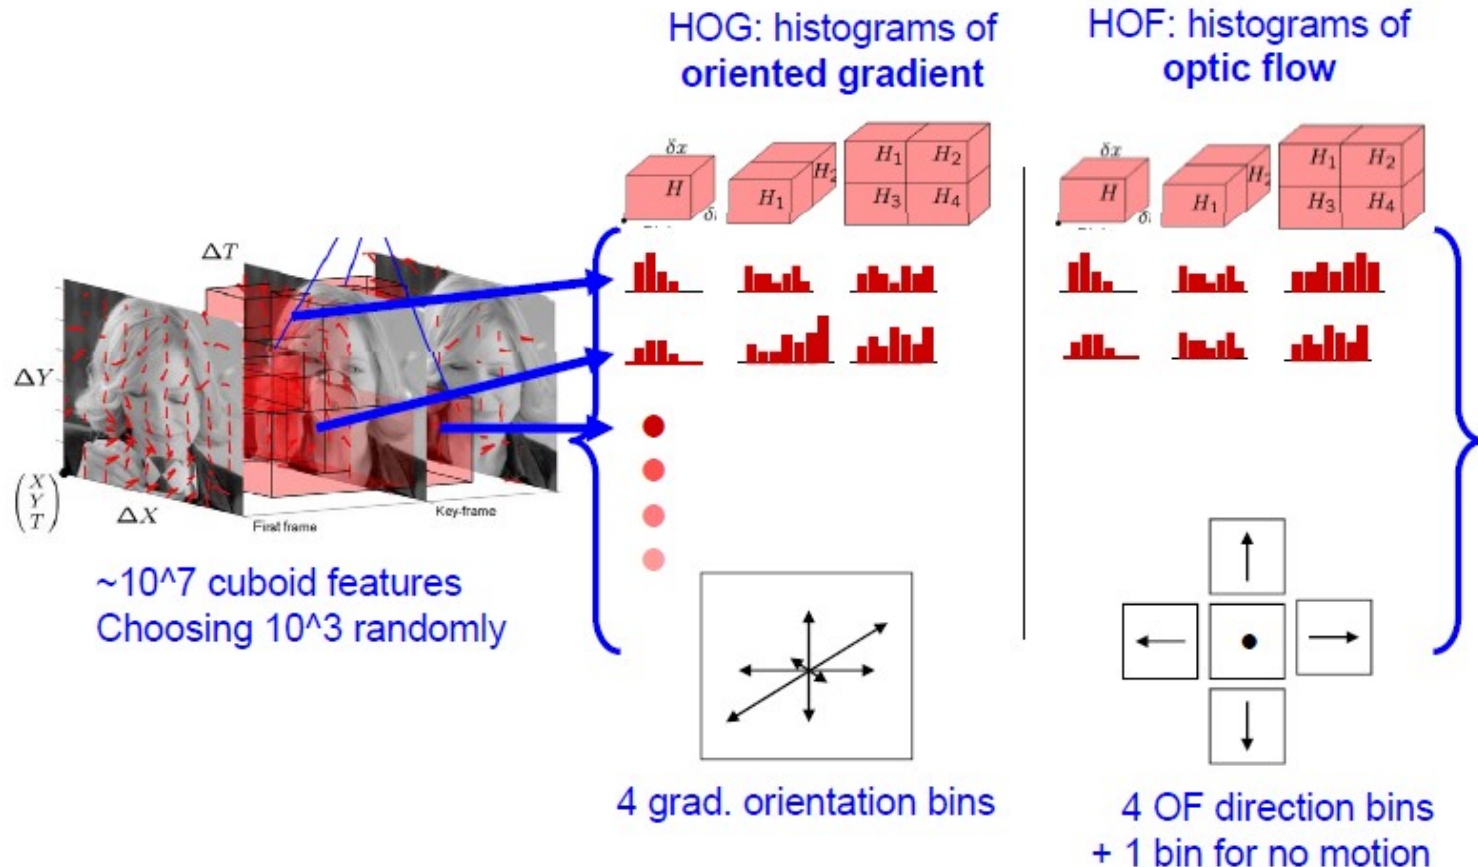 HOG: histograms of
oriented gradient
HOF: histograms of
optic flow
δx
H
H₁
H₂
H₁ H₂
H₃ H₄
δx
H
H₁
H₂
H₁ H₂
H₃ H₄
ΔT
ΔY
X
Y
T
ΔX
First frame
Key-frame
~10^7 cuboid features
Choosing 10^3 randomly
4 grad. orientation bins
4 OF direction bins
+ 1 bin for no motion